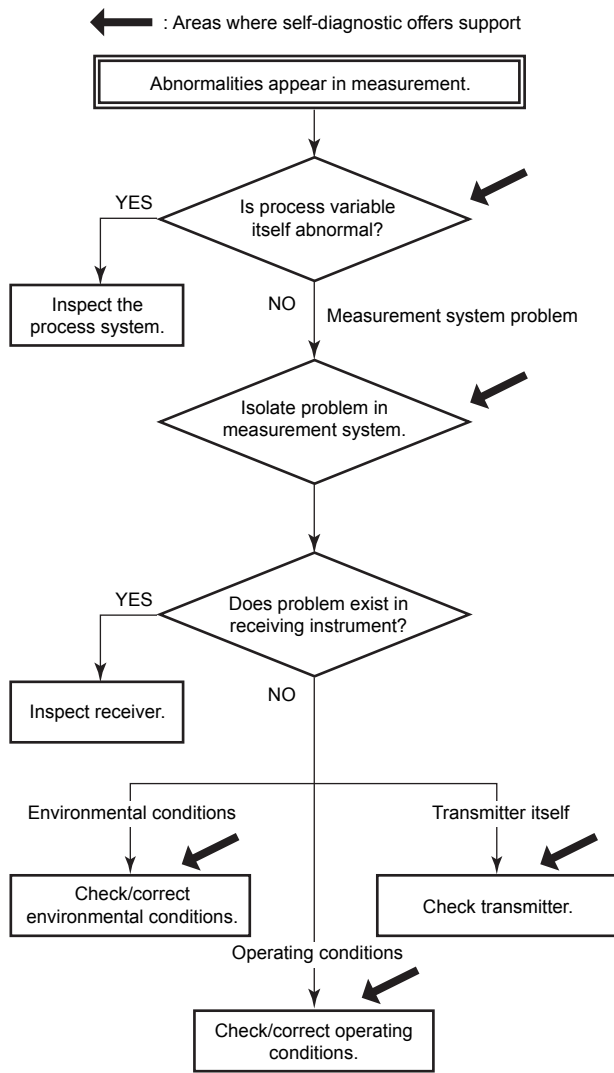 : Areas where self-diagnostic offers support
Abnormalities appear in measurement.
YES
Is process variable
itself abnormal?
Inspect the
process system.
NO
Measurement system problem
Isolate problem in
measurement system.
YES
Does problem exist in
receiving instrument?
NO
Inspect receiver.
Environmental conditions
Transmitter itself
Check/correct
environmental conditions.
Check transmitter.
Operating conditions
Check/correct operating
conditions.